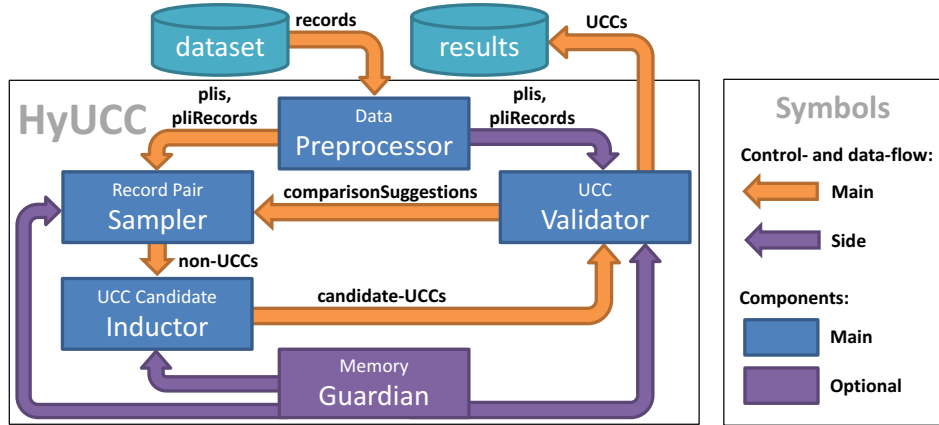 records
UCCs
dataset
results
HyUCC
plis,
pliRecords
Data
Preprocessor
plis,
pliRecords
Record Pair
Sampler
comparisonSuggestions
UCC
Validator
non-UCCs
UCC Candidate
Inductor
candidate-UCCs
Memory
Guardian
Symbols
Control- and data-flow:
Main
Side
Components:
Main
Optional